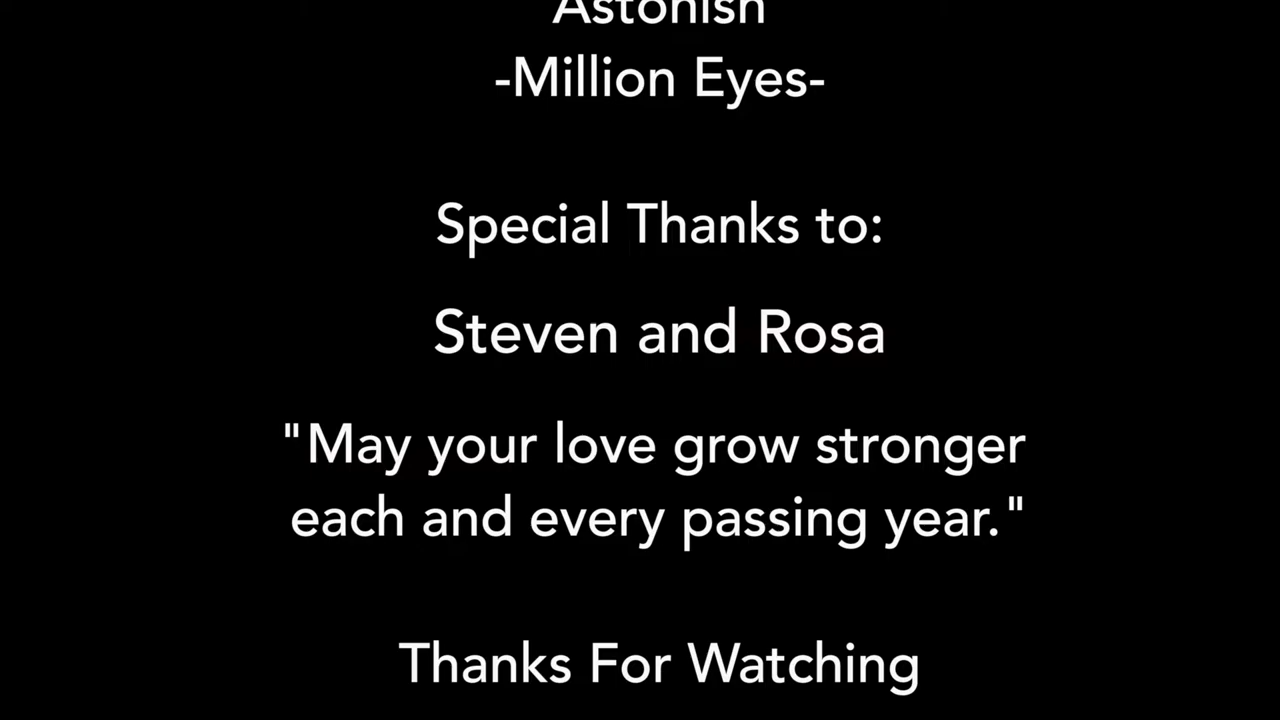 Astonish
-Million Eyes-
Special Thanks to:
Steven and Rosa
"May your love grow stronger
each and every passing year."
Thanks For Watching